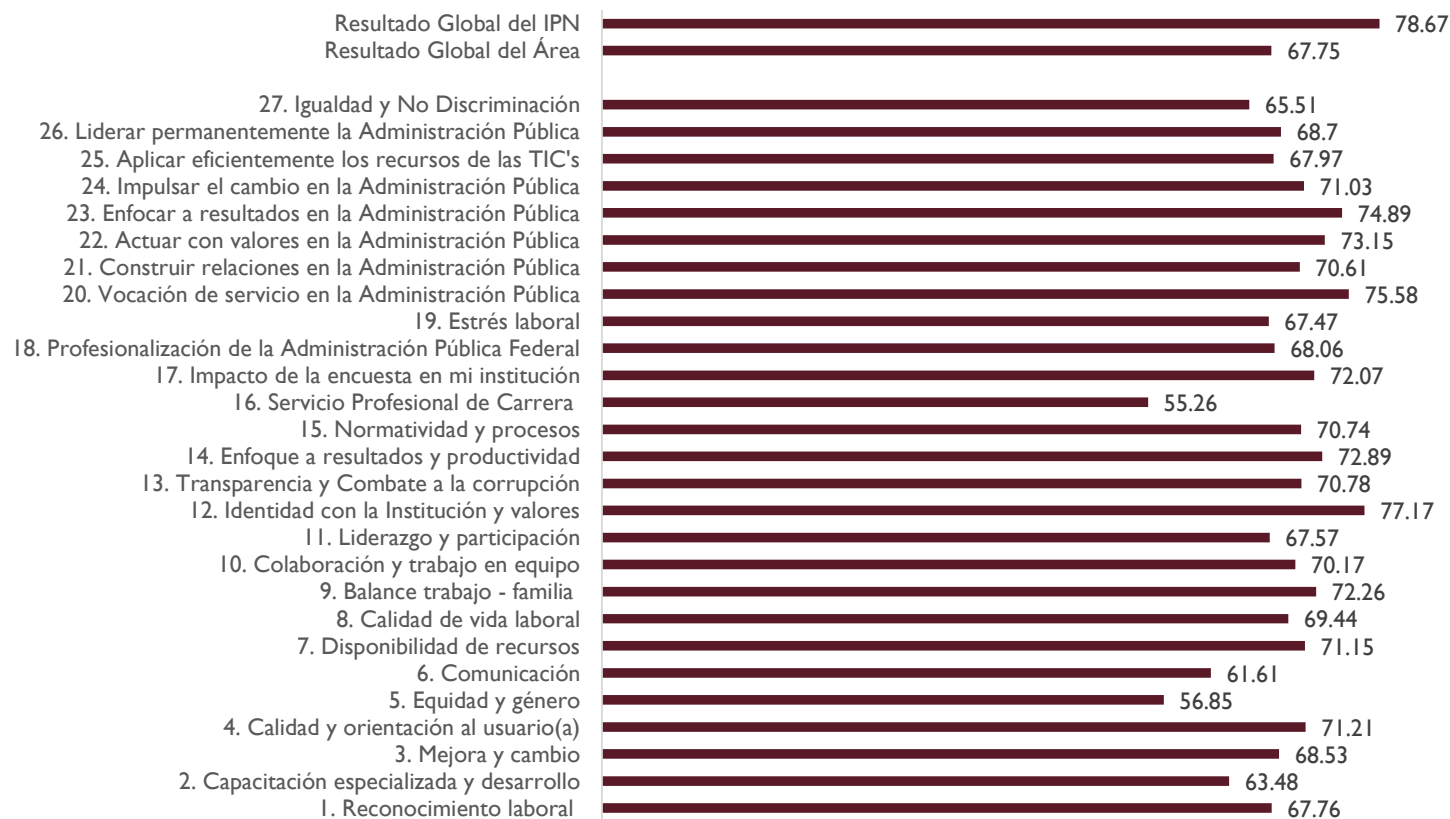 Resultado Global del IPN 78.67
Resultado Global del Área 67.75
27. Igualdad y No Discriminación 65.51
26. Liderar permanentemente la Administración Pública 68.7
25. Aplicar eficientemente los recursos de las TIC's 67.97
24. Impulsar el cambio en la Administración Pública 71.03
23. Enfocar a resultados en la Administración Pública 74.89
22. Actuar con valores en la Administración Pública 73.15
21. Construir relaciones en la Administración Pública 70.61
20. Vocación de servicio en la Administración Pública 75.58
19. Estrés laboral 67.47
18. Profesionalización de la Administración Pública Federal 68.06
17. Impacto de la encuesta en mi institución 72.07
16. Servicio Profesional de Carrera 55.26
15. Normatividad y procesos 70.74
14. Enfoque a resultados y productividad 72.89
13. Transparencia y Combate a la corrupción 70.78
12. Identidad con la Institución y valores 77.17
11. Liderazgo y participación 67.57
10. Colaboración y trabajo en equipo 70.17
9. Balance trabajo - familia 72.26
8. Calidad de vida laboral 69.44
7. Disponibilidad de recursos 71.15
6. Comunicación 61.61
5. Equidad y género 56.85
4. Calidad y orientación al usuario(a) 71.21
3. Mejora y cambio 68.53
2. Capacitación especializada y desarrollo 63.48
1. Reconocimiento laboral 67.76